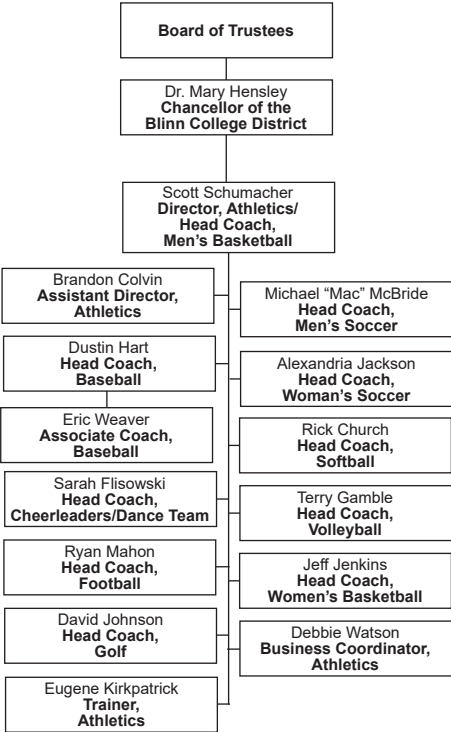 Board of Trustees
Dr. Mary Hensley
Chancellor of the
Blinn College District
Scott Schumacher
Director, Athletics/
Head Coach,
Men's Basketball
Brandon Colvin
Assistant Director,
Athletics
Dustin Hart
Head Coach,
Baseball
Eric Weaver
Associate Coach,
Baseball
Sarah Flisowski
Head Coach,
Cheerleaders/Dance Team
Ryan Mahon
Head Coach,
Football
David Johnson
Head Coach,
Golf
Eugene Kirkpatrick
Trainer,
Athletics
Michael “Mac” McBride
Head Coach,
Men's Soccer
Alexandria Jackson
Head Coach,
Woman's Soccer
Rick Church
Head Coach,
Softball
Terry Gamble
Head Coach,
Volleyball
Jeff Jenkins
Head Coach,
Women's Basketball
Debbie Watson
Business Coordinator,
Athletics